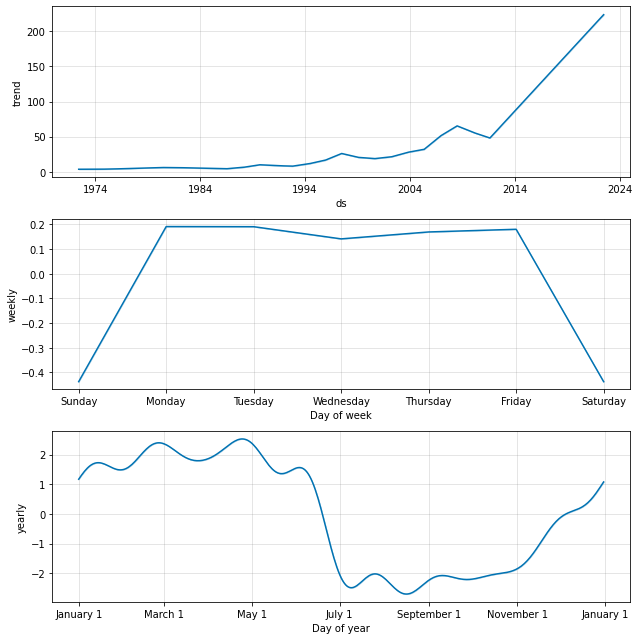 200
150
100
50
0
trend
1974 1984 1994 2004 2014 2024
ds
0.2
0.1
0.0
−0.1
−0.2
−0.3
−0.4
weekly
Sunday Monday Tuesday Wednesday Thursday Friday Saturday
Day of week
2
1
0
−1
−2
yearly
January 1 March 1 May 1 July 1 September 1 November 1 January 1
Day of year